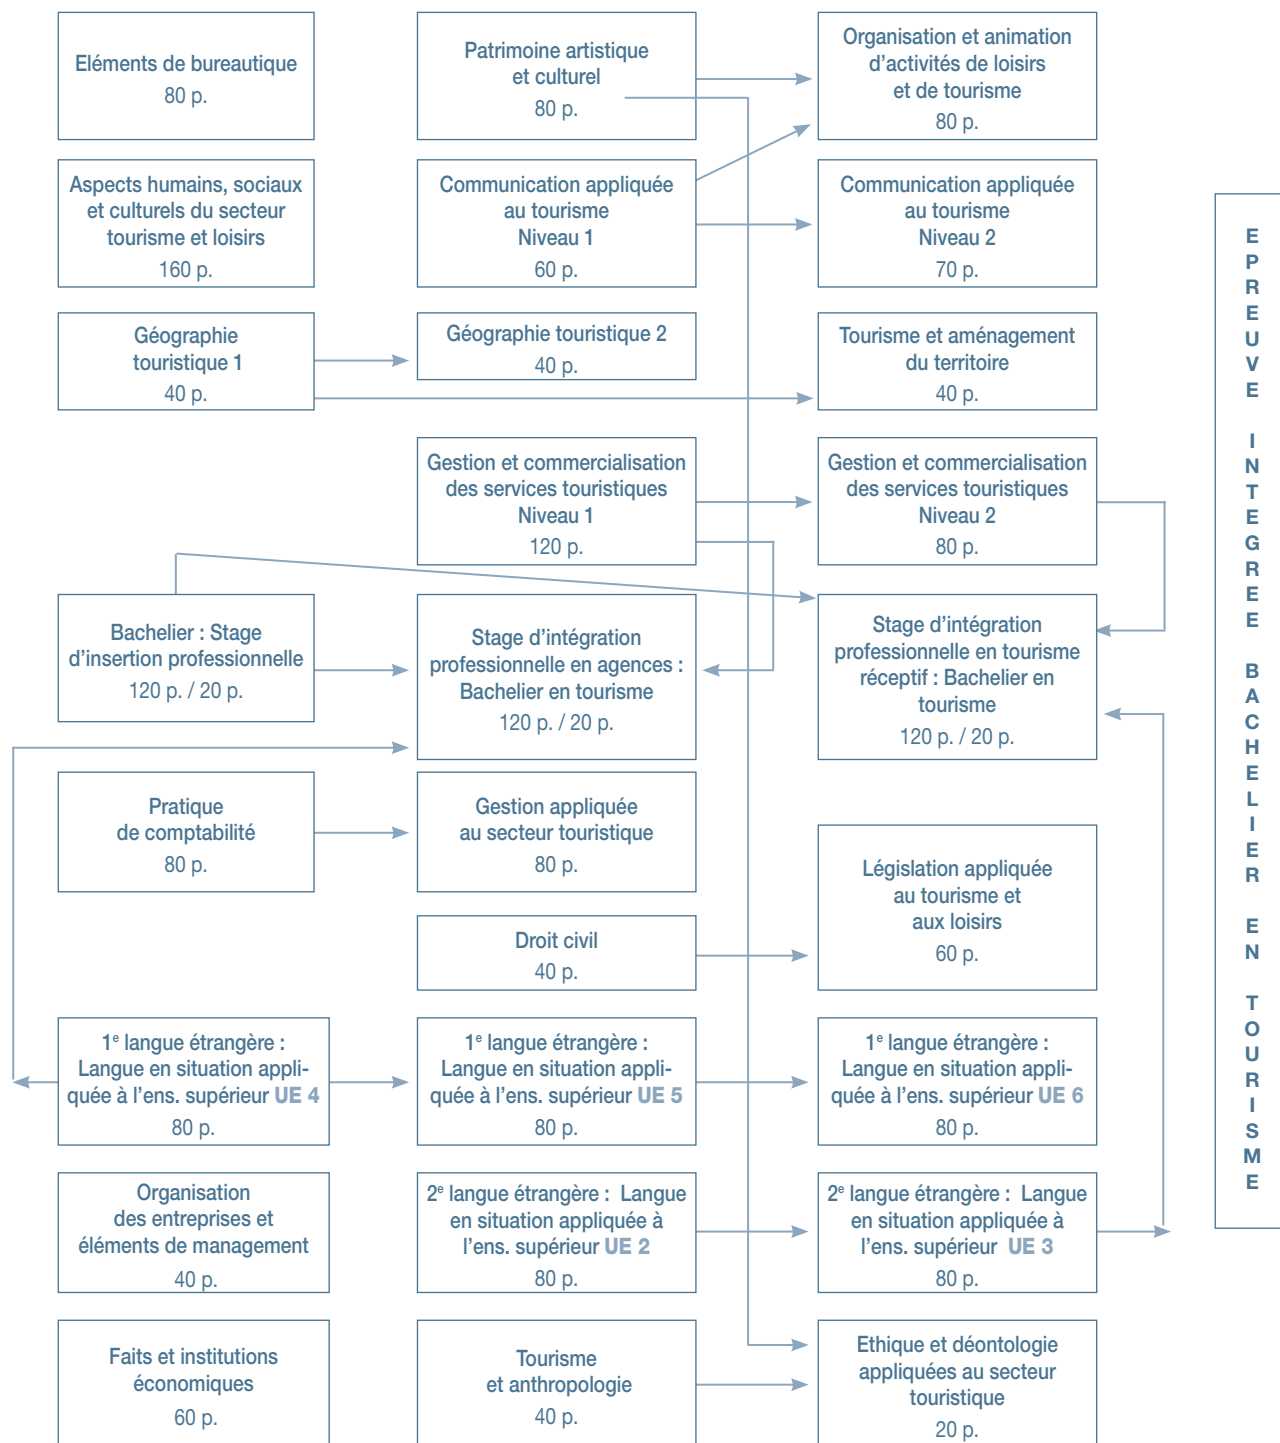 Eléments de bureautique
80 p.
Patrimoine artistique
et culturel
80 p.
Organisation et animation
d'activités de loisirs
et de tourisme
80 p.
Aspects humains, sociaux
et culturels du secteur
tourisme et loisirs
160 p.
Communication appliquée
au tourisme
Niveau 1
60 p.
Communication appliquée
au tourisme
Niveau 2
70 p.
Géographie
touristique 1
40 p.
Géographie touristique 2
40 p.
Tourisme et aménagement
du territoire
40 p.
Gestion et commercialisation
des services touristiques
Niveau 1
120 p.
Gestion et commercialisation
des services touristiques
Niveau 2
80 p.
Bachelier : Stage
d'insertion professionnelle
120 p. / 20 p.
Stage d'intégration
professionnelle en agences :
Bachelier en tourisme
120 p. / 20 p.
Stage d'intégration
professionnelle en tourisme
réceptif : Bachelier en
tourisme
120 p. / 20 p.
Pratique
de comptabilité
80 p.
Gestion appliquée
au secteur touristique
80 p.
Législation appliquée
au tourisme et
aux loisirs
60 p.
Droit civil
40 p.
1e langue étrangère :
Langue en situation appli-
quée à l'ens. supérieur UE 4
80 p.
1e langue étrangère :
Langue en situation appli-
quée à l'ens. supérieur UE 5
80 p.
1e langue étrangère :
Langue en situation appli-
quée à l'ens. supérieur UE 6
80 p.
Organisation
des entreprises et
éléments de management
40 p.
2e langue étrangère : Langue
en situation appliquée à
l'ens. supérieur UE 2
80 p.
2e langue étrangère : Langue
en situation appliquée à
l'ens. supérieur UE 3
80 p.
Faits et institutions
économiques
60 p.
Tourisme
et anthropologie
40 p.
Ethique et déontologie
appliquées au secteur
touristique
20 p.
EPREUVE INTEGREE BACHELIER EN TOURISME